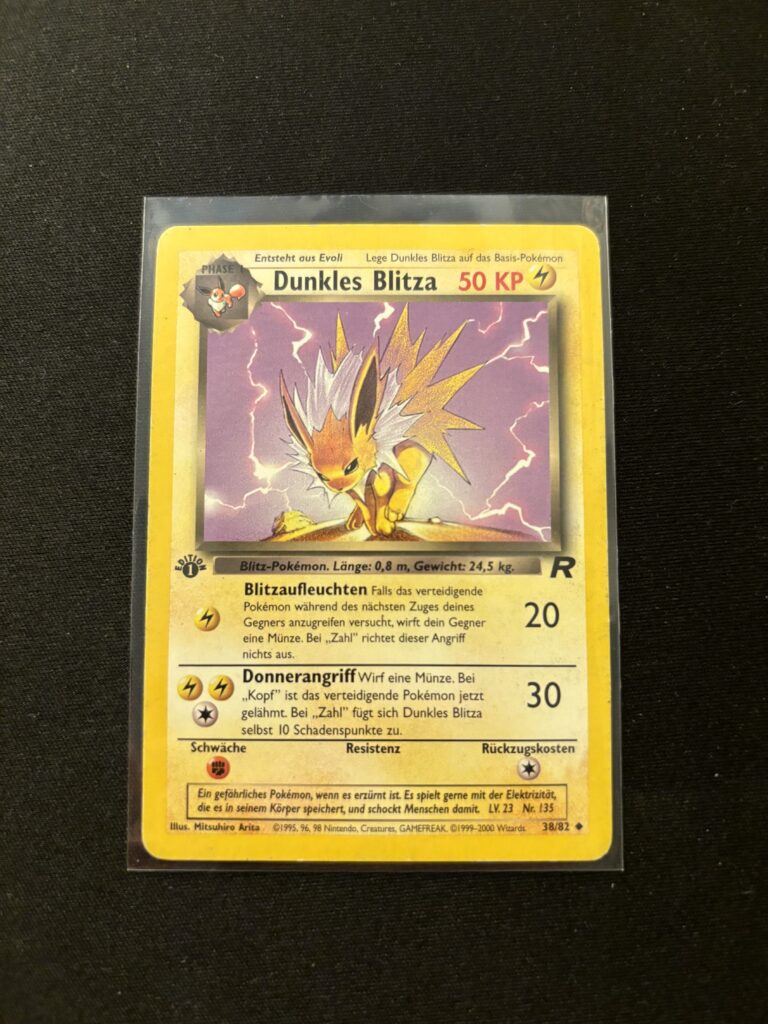 Entsteht aus Evoli Lege Dunkles Blitza auf das Basis-Pokémon
PHASE 1
Dunkles Blitza 50 KP
EDITION 1
Blitz-Pokémon. Länge: 0,8 m, Gewicht: 24,5 kg.
R
Blitzaufleuchten Falls das verteidigende
Pokémon während des nächsten Zuges deines
Gegners anzugreifen versucht, wirft dein Gegner
eine Münze. Bei „Zahl" richtet dieser Angriff
nichts aus.
20
Donnerangriff Wirf eine Münze. Bei
„Kopf" ist das verteidigende Pokémon jetzt
gelähmt. Bei „Zahl" fügt sich Dunkles Blitza
selbst 10 Schadenspunkte zu.
30
Schwäche Resistenz Rückzugskosten
Ein gefährliches Pokémon, wenn es erzürnt ist. Es spielt gerne mit der Elektrizität,
die es in seinem Körper speichert, und schockt Menschen damit. LV. 23 Nr. 135
Illus. Mitsuhiro Arita ©1995, 96, 98 Nintendo, Creatures, GAMEFREAK. ©1999-2000 Wizards. 38/82